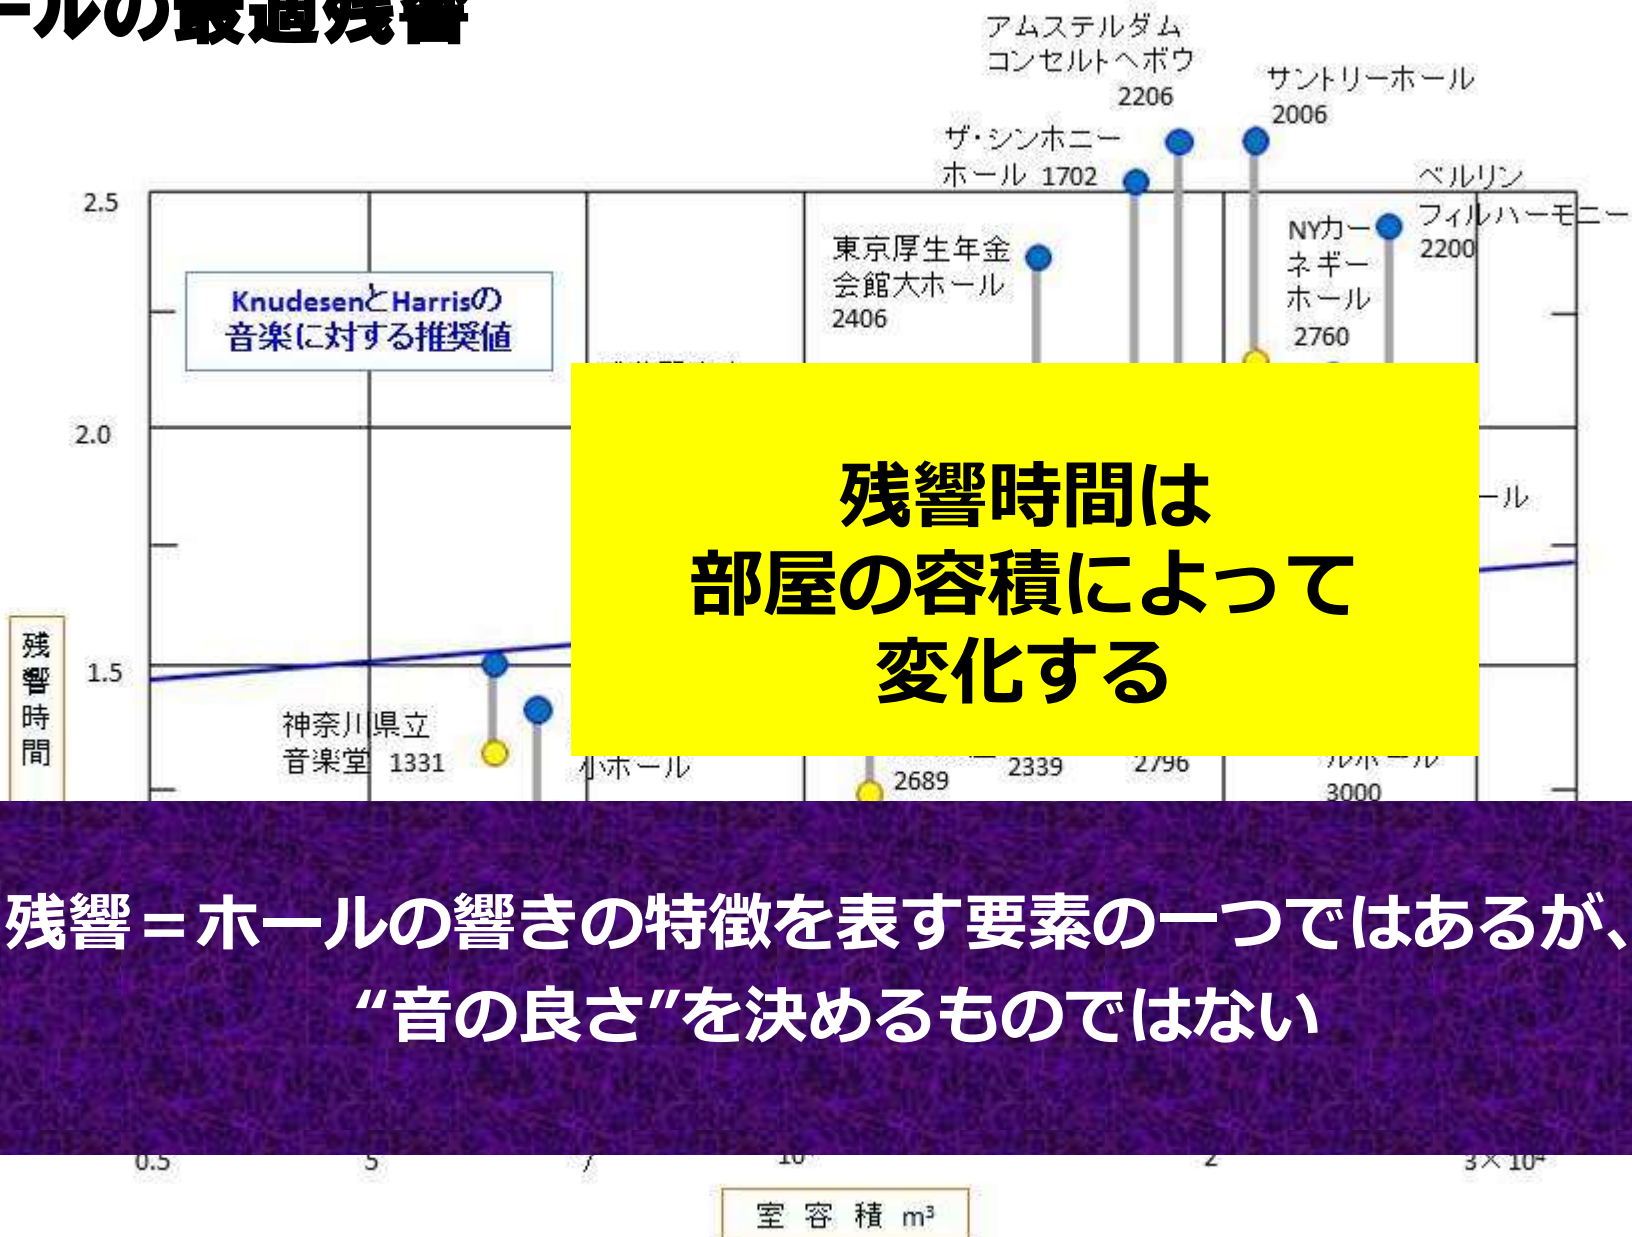 ールの最適残響
アムステルダム
コンセルトヘボウ
2206
サントリーホール
2006
ザ・シンホニー
ホール 1702
ベルリン
フィルハーモニー
2200
NYカー
ネギー
ホール
2760
東京厚生年金
会館大ホール
2406
2.5
KnudesenとHarrisの
音楽に対する推奨値
2.0
残響時間は
部屋の容積によって
変化する
ール
残響時間
1.5
神奈川県立
音楽堂 1331
小ホール
2689
2339
2796
ルホール
3000
残響＝ホールの響きの特徴を表す要素の一つではあるが、
“音の良さ”を決めるものではない
0.5
5
7
2
3×10⁴
室容積 m³